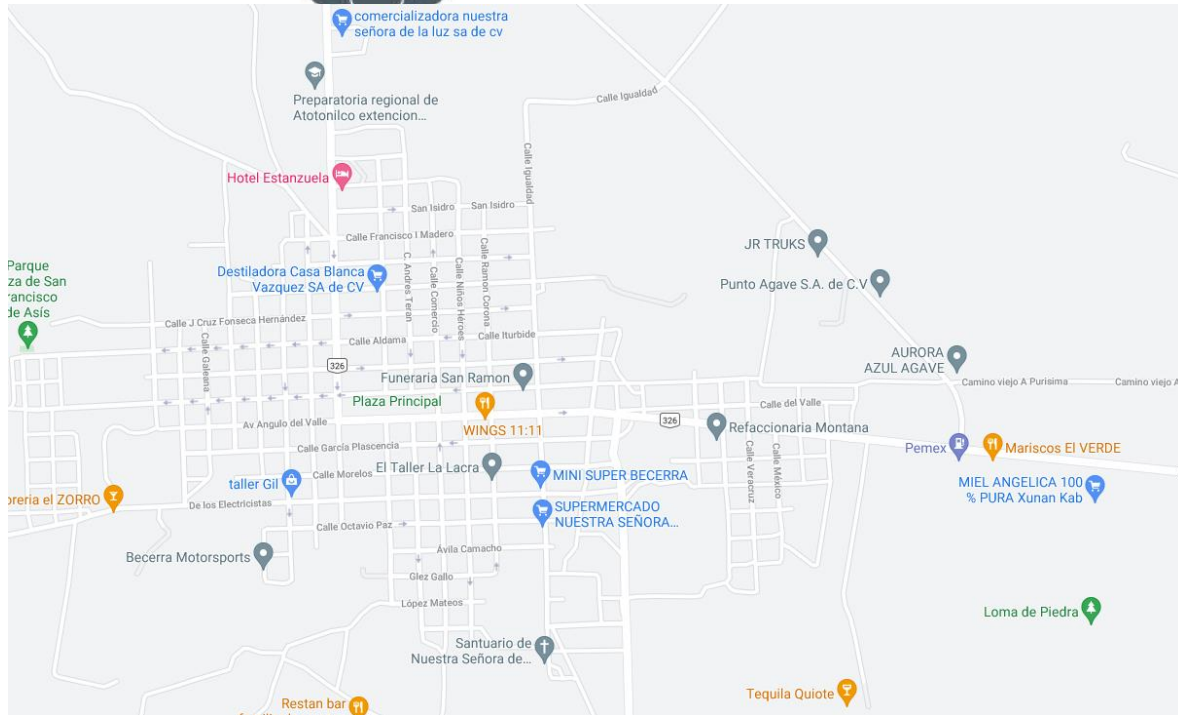 comercializadora nuestra
señora de la luz sa de cv
Preparatoria regional de
Atotonilco extencion...
Calle Igualdad
Calle Igualdad
Hotel Estanzuela
San Isidro
San Isidro
Calle Francisco I Madero
JR TRUKS
Parque
za de San
rancisco
de Asís
Destiladora Casa Blanca
Vazquez SA de CV
C. Andres Teran
Calle Comercio
Calle Niños Héroes
Calle Ramon Corona
Punto Agave S.A. de C.V
Calle J Cruz Fonseca Hernández
Calle Galeana
Calle Aldama
Calle Iturbide
326
Funeraria San Ramon
AURORA
AZUL AGAVE
Camino viejo A Purisima
Camino viejo A
Plaza Principal
Calle del Valle
Av Angulo del Valle
WINGS 11:11
326
Refaccionaria Montana
Calle García Plascencia
Calle Veracruz
Calle México
Pemex
Mariscos El VERDE
El Taller La Lacra
Calle Morelos
MINI SUPER BECERRA
taller Gil
MIEL ANGELICA 100
% PURA Xunan Kab
oreria el ZORRO
De los Electricistas
SUPERMERCADO
NUESTRA SEÑORA...
Calle Octavio Paz
Becerra Motorsports
Ávila Camacho
Glez Gallo
López Mateos
Loma de Piedra
Santuario de
Nuestra Señora de...
Tequila Quiote
Restan bar